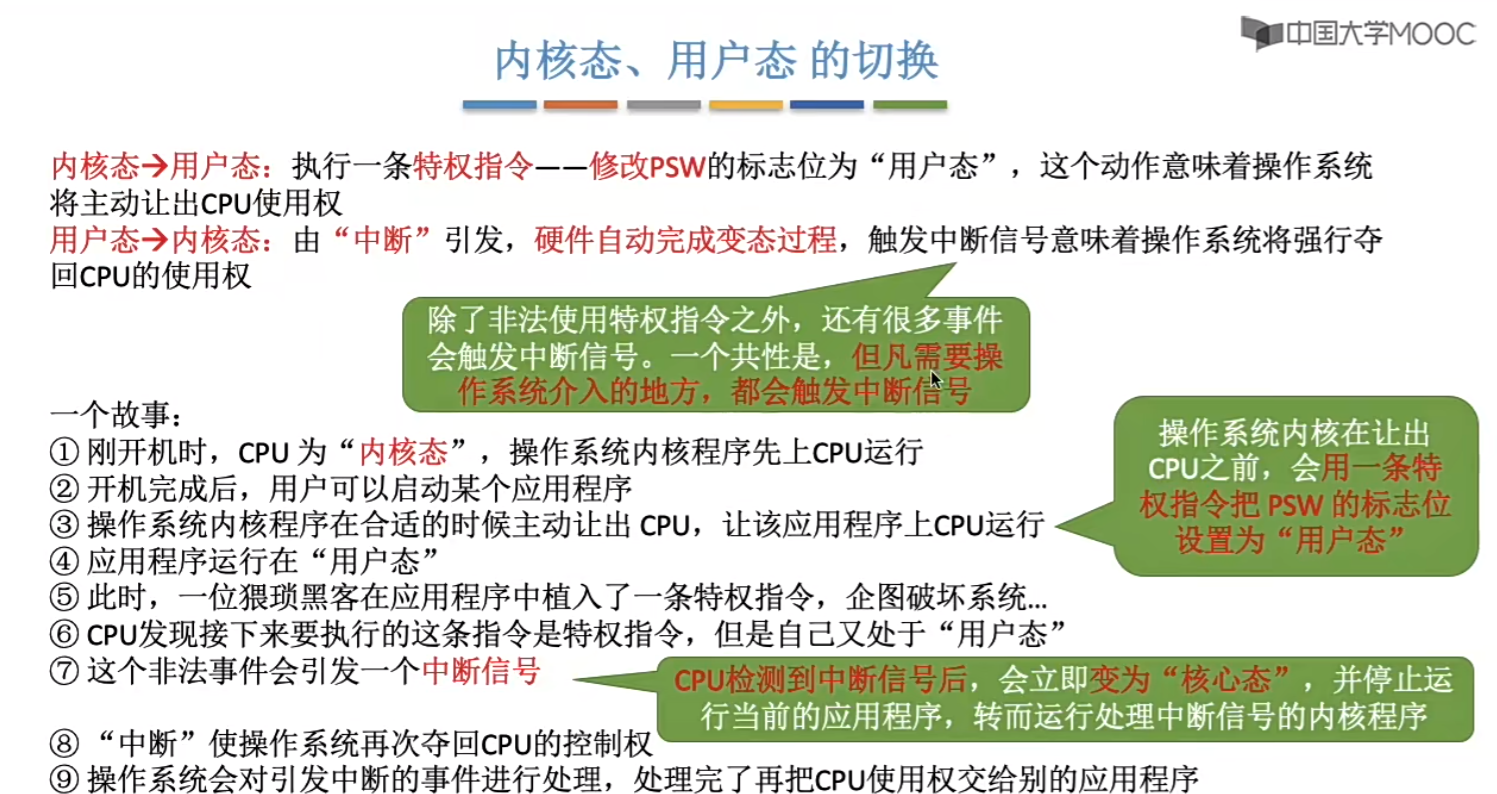 中国大学MOOC
内核态、用户态 的切换
内核态→用户态：执行一条特权指令——修改PSW的标志位为“用户态”，这个动作意味着操作系统
将主动让出CPU使用权
用户态→内核态：由“中断”引发，硬件自动完成变态过程，触发中断信号意味着操作系统将强行夺
回CPU的使用权
除了非法使用特权指令之外，还有很多事件
会触发中断信号。一个共性是，但凡需要操
作系统介入的地方，都会触发中断信号
一个故事：
① 刚开机时，CPU 为“内核态”，操作系统内核程序先上CPU运行
② 开机完成后，用户可以启动某个应用程序
③ 操作系统内核程序在合适的时候主动让出 CPU，让该应用程序上CPU运行
④ 应用程序运行在“用户态”
⑤ 此时，一位猥琐黑客在应用程序中植入了一条特权指令，企图破坏系统...
⑥ CPU发现接下来要执行的这条指令是特权指令，但是自己又处于“用户态”
⑦ 这个非法事件会引发一个中断信号
⑧ “中断”使操作系统再次夺回CPU的控制权
⑨ 操作系统会对引发中断的事件进行处理，处理完了再把CPU使用权交给别的应用程序
操作系统内核在让出
CPU之前，会用一条特
权指令把 PSW 的标志位
设置为“用户态”
CPU检测到中断信号后，会立即变为“核心态”，并停止运
行当前的应用程序，转而运行处理中断信号的内核程序